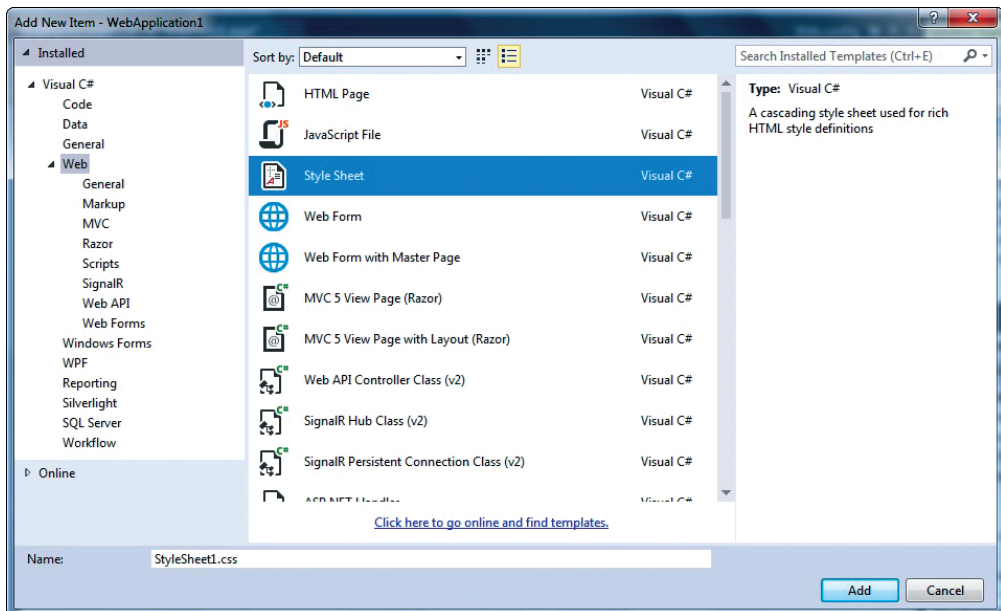 Add New Item - WebApplication1
Installed
Sort by: Default
Search Installed Templates (Ctrl+E)
Visual C#
Code
Data
General
Web
General
Markup
MVC
Razor
Scripts
SignalR
Web API
Web Forms
Windows Forms
WPF
Reporting
Silverlight
SQL Server
Workflow
Online
HTML Page Visual C#
JavaScript File Visual C#
Style Sheet Visual C#
Web Form Visual C#
Web Form with Master Page Visual C#
MVC 5 View Page (Razor) Visual C#
MVC 5 View Page with Layout (Razor) Visual C#
Web API Controller Class (v2) Visual C#
SignalR Hub Class (v2) Visual C#
SignalR Persistent Connection Class (v2) Visual C#
ASP.NET Handler Visual C#
Click here to go online and find templates.
Type: Visual C#
A cascading style sheet used for rich
HTML style definitions
Name: StyleSheet1.css
Add Cancel